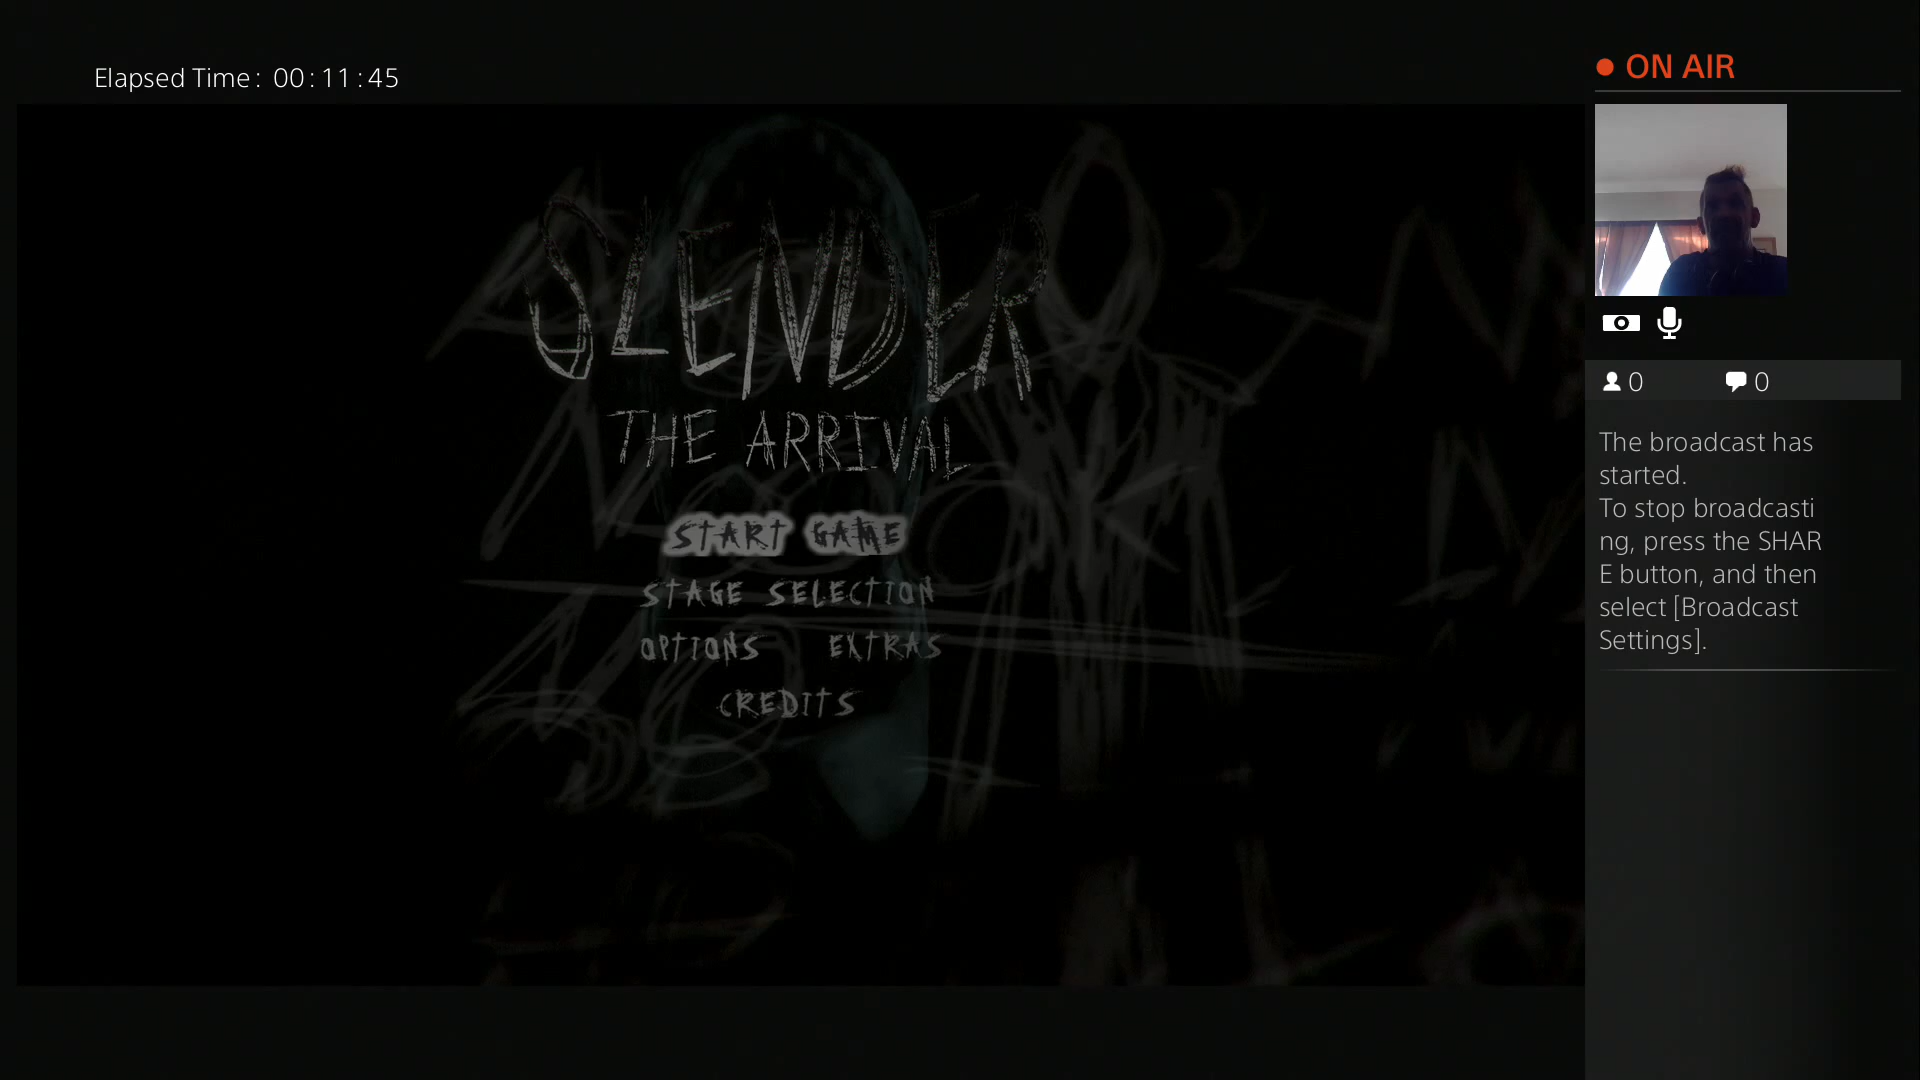 Elapsed Time: 00:11:45
ON AIR
SLENDER
THE ARRIVAL
START GAME
STAGE SELECTION
OPTIONS EXTRAS
CREDITS
0 0
The broadcast has
started.
To stop broadcasti
ng, press the SHAR
E button, and then
select [Broadcast
Settings].